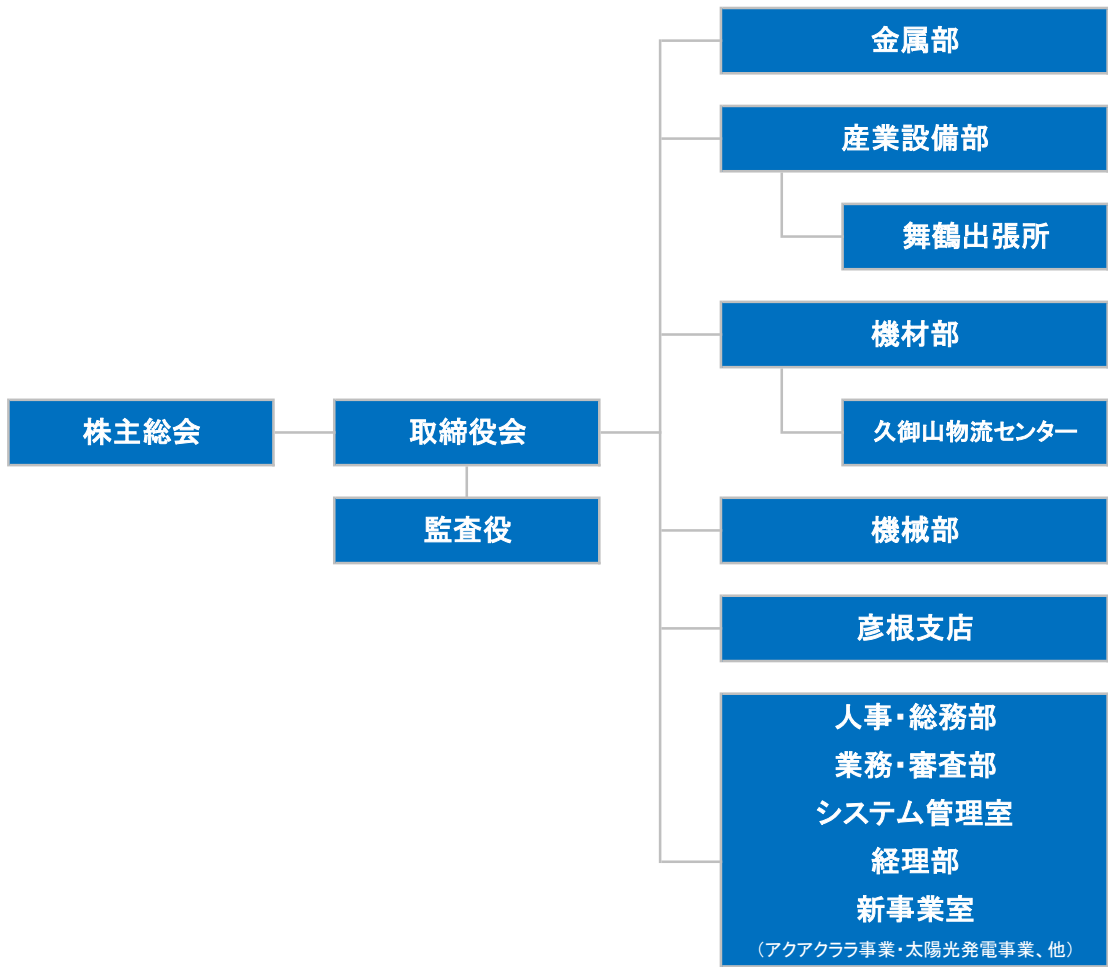 株主総会
取締役会
監査役
金属部
産業設備部
舞鶴出張所
機材部
久御山物流センター
機械部
彦根支店
人事・総務部
業務・審査部
システム管理室
経理部
新事業室
（アクアクララ事業・太陽光発電事業、他）